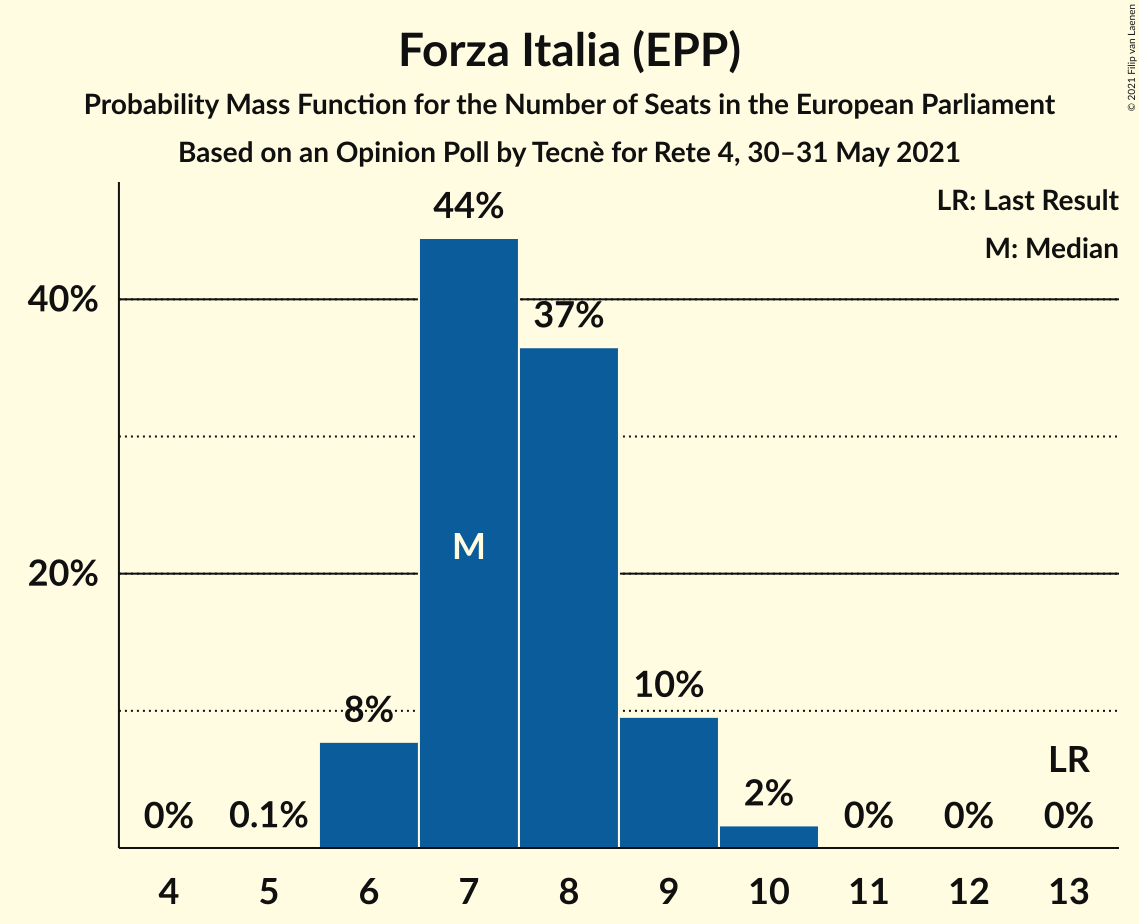 Forza Italia (EPP)
Probability Mass Function for the Number of Seats in the European Parliament
Based on an Opinion Poll by Tecnè for Rete 4, 30–31 May 2021
© 2021 Filip van Laenen
LR: Last Result
M: Median
44%
40%
37%
M
20%
10%
8%
LR
2%
0%
0.1%
0%
0%
0%
4
5
6
7
8
9
10
11
12
13